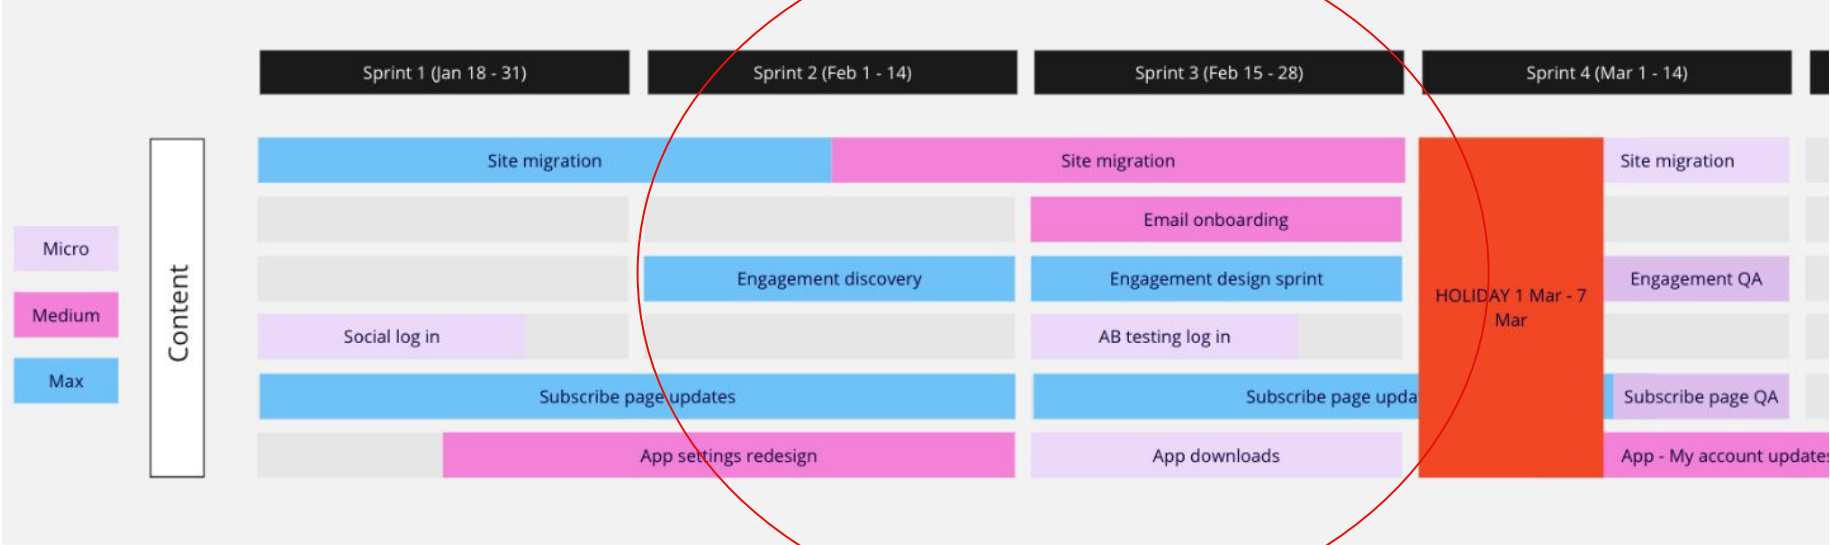 Sprint 1 (Jan 18 - 31)
Sprint 2 (Feb 1 - 14)
Sprint 3 (Feb 15 - 28)
Sprint 4 (Mar 1 - 14)
Micro
Medium
Max
Content
Site migration
Site migration
Site migration
Email onboarding
Engagement discovery
Engagement design sprint
Engagement QA
HOLIDAY 1 Mar - 7
Mar
Social log in
AB testing log in
Subscribe page updates
Subscribe page upda
Subscribe page QA
App settings redesign
App downloads
App - My account updates